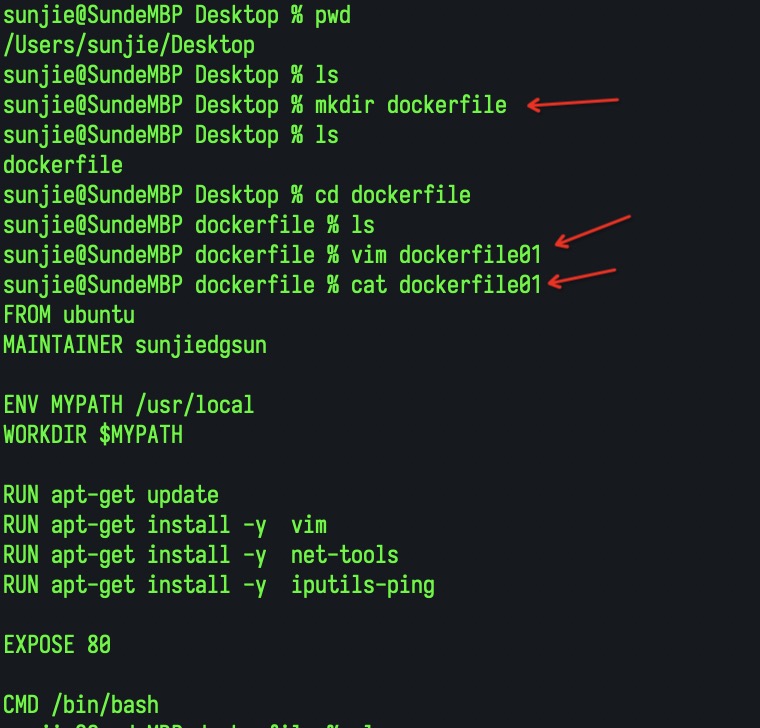 sunjie@SundeMBP Desktop % pwd
/Users/sunjie/Desktop
sunjie@SundeMBP Desktop % ls
sunjie@SundeMBP Desktop % mkdir dockerfile
sunjie@SundeMBP Desktop % ls
dockerfile
sunjie@SundeMBP Desktop % cd dockerfile
sunjie@SundeMBP dockerfile % ls
sunjie@SundeMBP dockerfile % vim dockerfile01
sunjie@SundeMBP dockerfile % cat dockerfile01
FROM ubuntu
MAINTAINER sunjiedgsun
ENV MYPATH /usr/local
WORKDIR $MYPATH
RUN apt-get update
RUN apt-get install -y  vim
RUN apt-get install -y  net-tools
RUN apt-get install -y  iputils-ping
EXPOSE 80
CMD /bin/bash